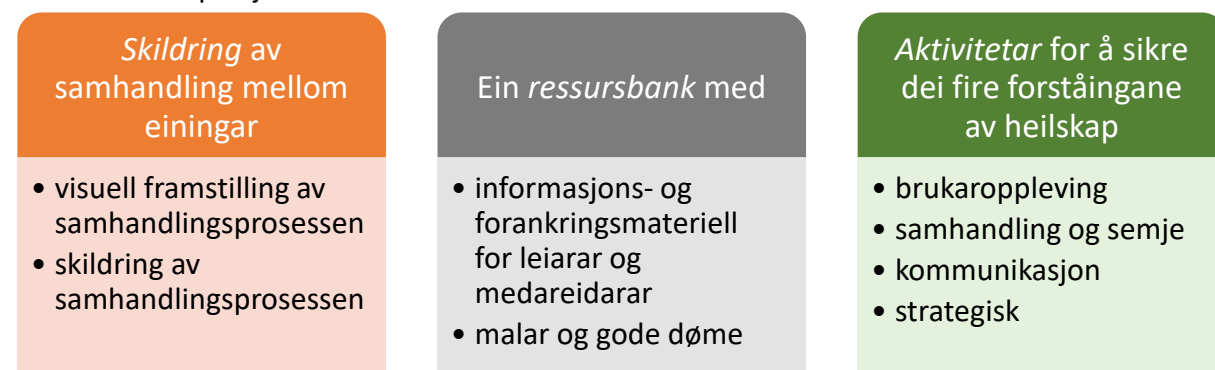 Skildring av
samhandling mellom
einingar
• visuell framstilling av
samhandlingsprosessen
• skildring av
samhandlingsprosessen
Ein ressursbank med
• informasjons- og
forankringsmateriell
for leiarar og
medareidarar
• malar og gode døme
Aktivitetar for å sikre
dei fire forståingane
av heilskap
• brukaroppleving
• samhandling og semje
• kommunikasjon
• strategisk